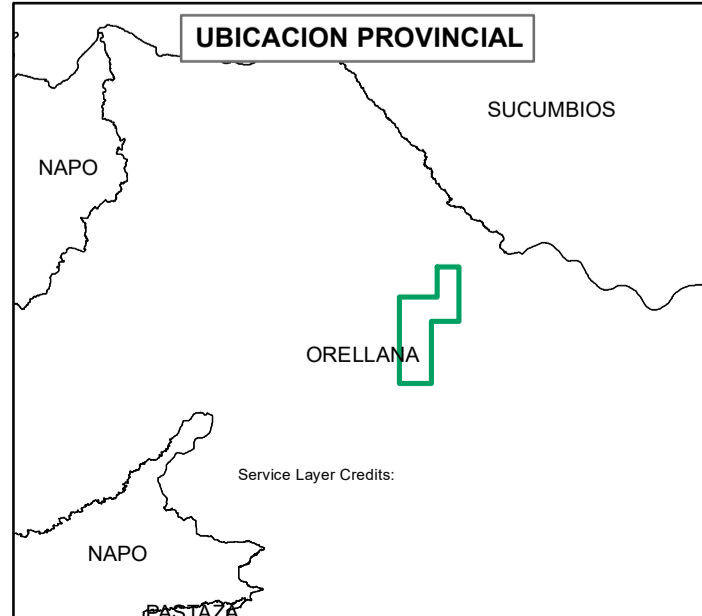 UBICACION PROVINCIAL
SUCUMBIOS
NAPO
ORELLANA
Service Layer Credits:
NAPO
PASTAZA